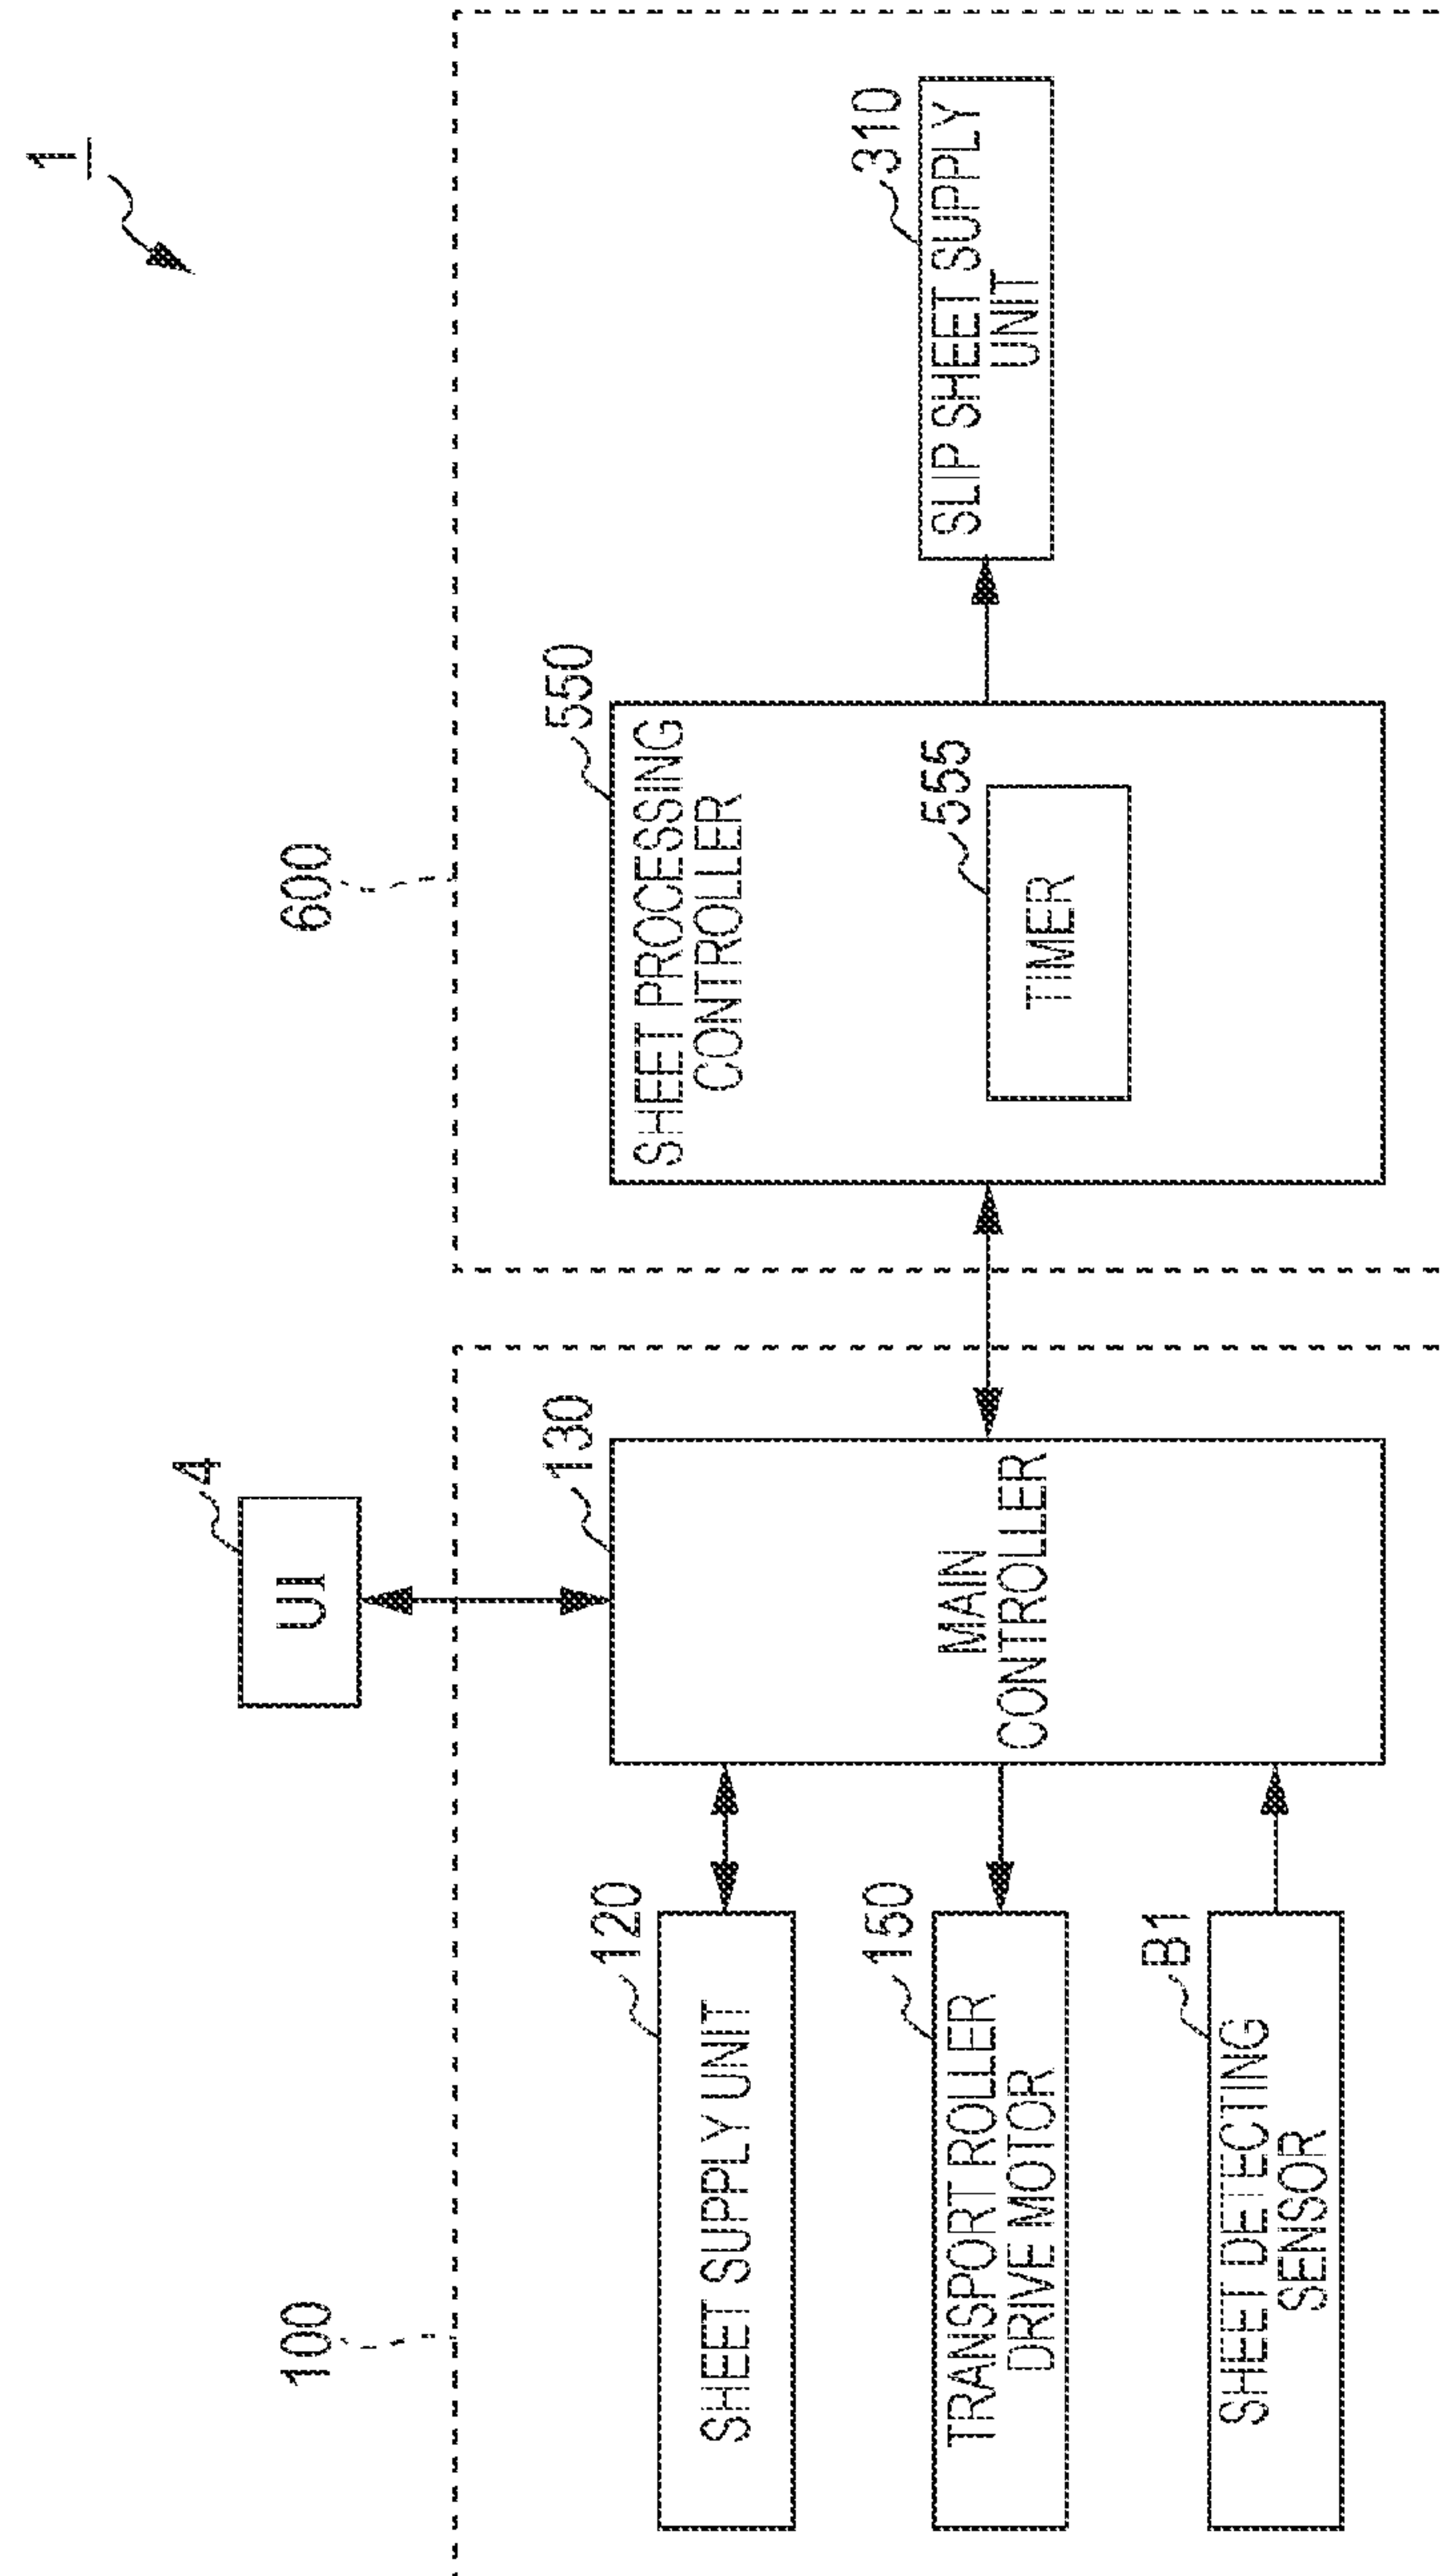 1
100
600
UI
4
SHEET SUPPLY UNIT
120
TRANSPORT ROLLER
DRIVE MOTOR
150
SHEET DETECTING
SENSOR
B1
MAIN
CONTROLLER
130
SHEET PROCESSING
CONTROLLER
550
TIMER
555
SLIP SHEET SUPPLY
UNIT
310